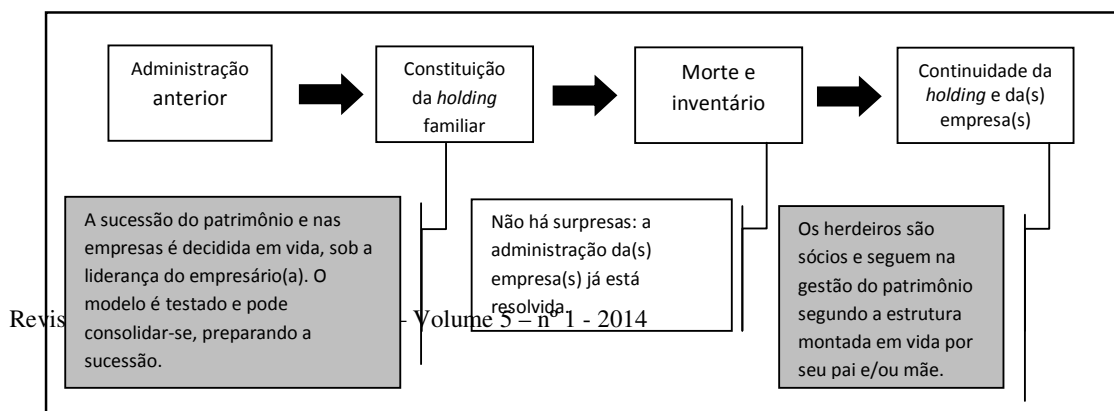 Administração
anterior
Constituição
da holding
familiar
Morte e
inventário
Continuidade da
holding e da(s)
empresa(s)
A sucessão do patrimônio e nas
empresas é decidida em vida, sob a
liderança do empresário(a). O
modelo é testado e pode
consolidar-se, preparando a
sucessão.
Não há surpresas: a
administração da(s)
empresa(s) já está
resolvida.
Os herdeiros são
sócios e seguem na
gestão do patrimônio
segundo a estrutura
montada em vida por
seu pai e/ou mãe.
- Volume 5 – nº 1 - 2014